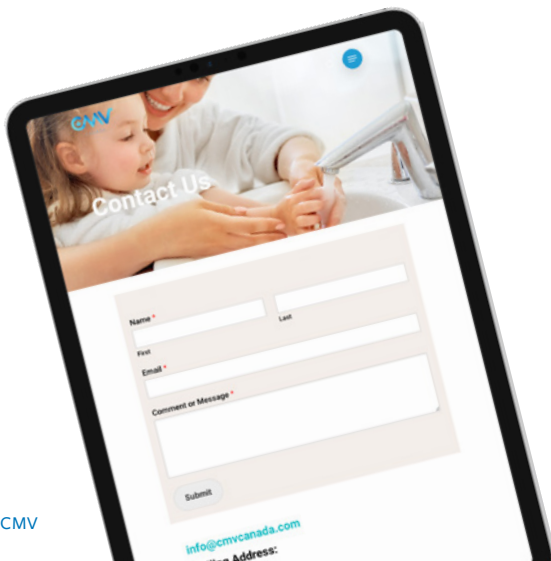 CMV
Contact Us
Name *
First
Last
Email *
Comment or Message *
Submit
info@cmvcanada.com
Address:
CMV